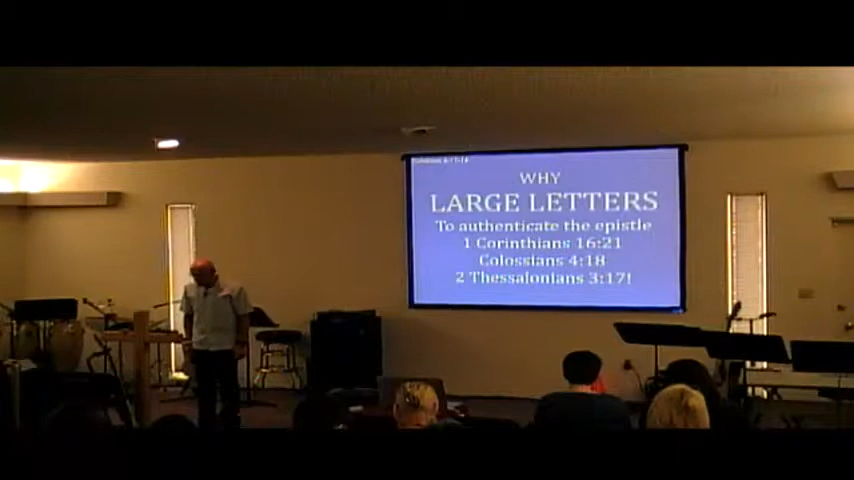 WHY
LARGE LETTERS
To authenticate the epistle
1 Corinthians 16:21
Colossians 4:18
2 Thessalonians 3:17!